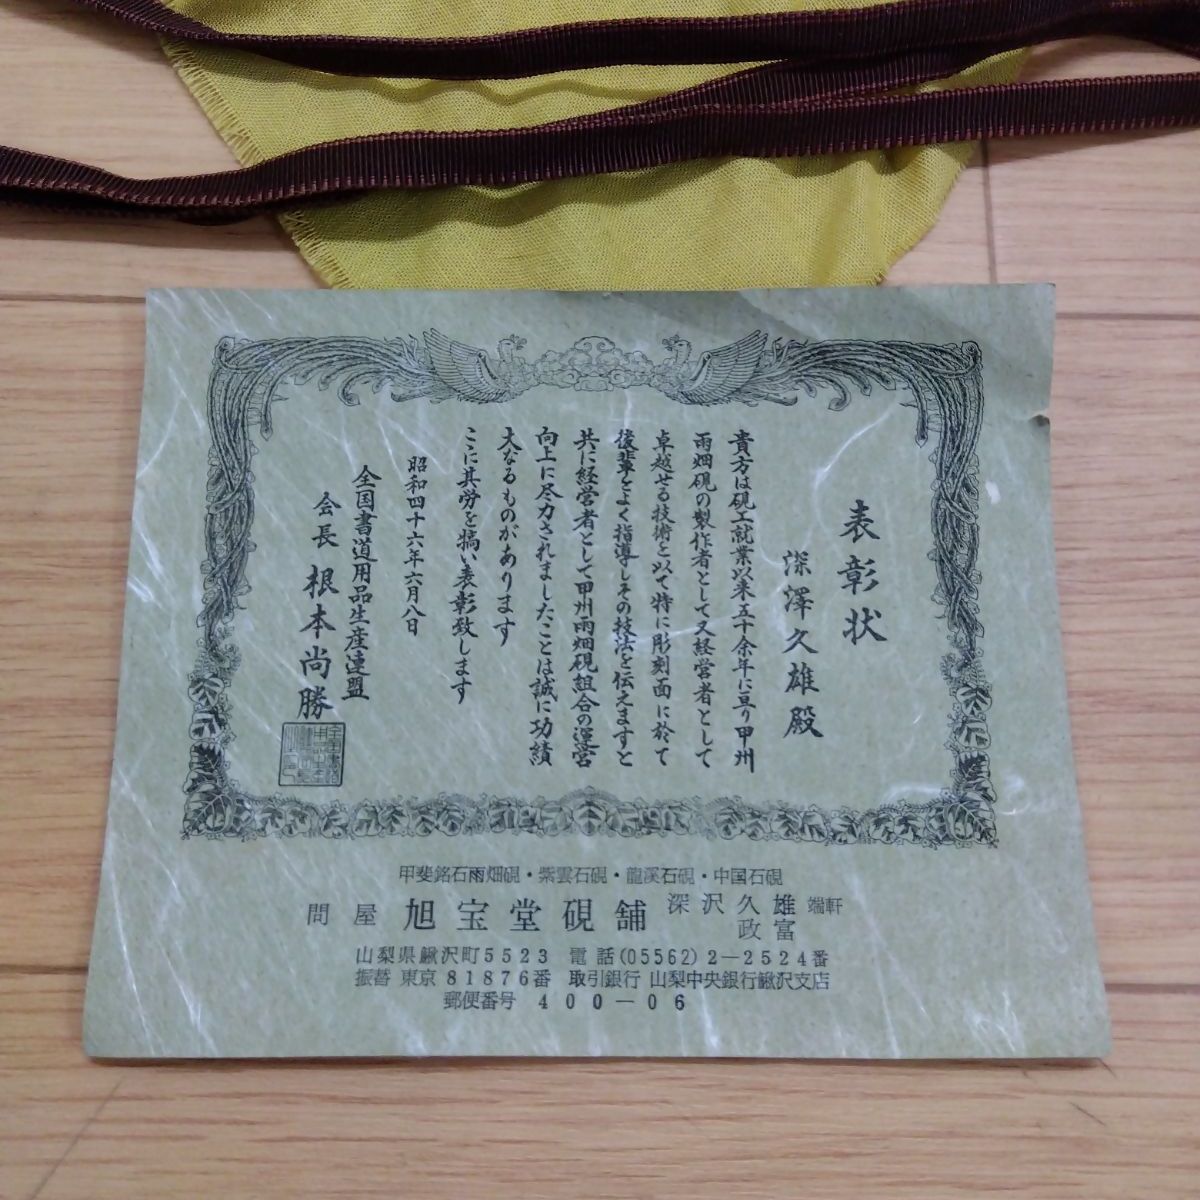 表彰状
深澤久雄殿
貴方は硯工就業以来五十余年に亘り甲州
雨畑硯の製作者として又経営者として
卓越せる技術を以て特に彫刻面に於て
後輩をよく指導しその技法を伝えますと
共に経営者として甲州雨畑硯組合の運営
向上に尽力されましたことは誠に功績
大なるものがあります
ここに其労を犒い表彰致します
昭和四十六年六月八日
全国書道用品生産連盟
会長 根本尚勝
甲斐銘石雨畑硯・紫雲石硯・龍渓石硯・中国石硯
問屋 旭宝堂硯舗 深沢久雄 端軒
政富
山梨県鰍沢町5523 電話(05562)2-2524番
振替 東京81876番 取引銀行 山梨中央銀行鰍沢支店
郵便番号 400-06